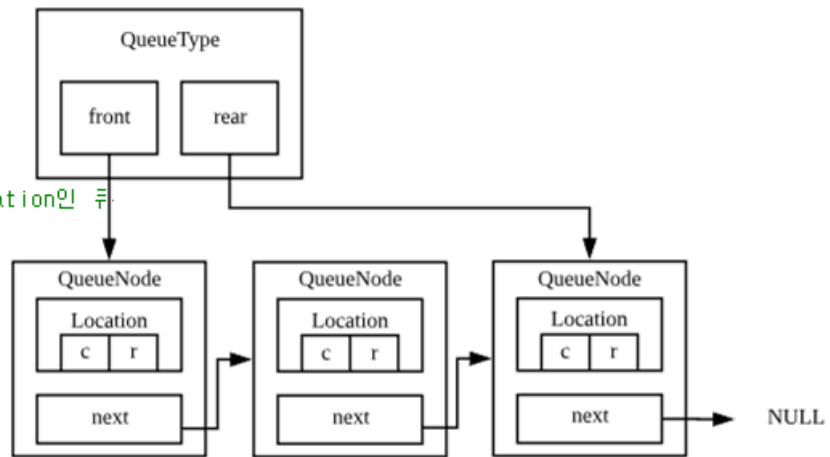 QueueType
front rear
ation인 큐
QueueNode QueueNode QueueNode
Location Location Location
c r c r c r
next next next NULL